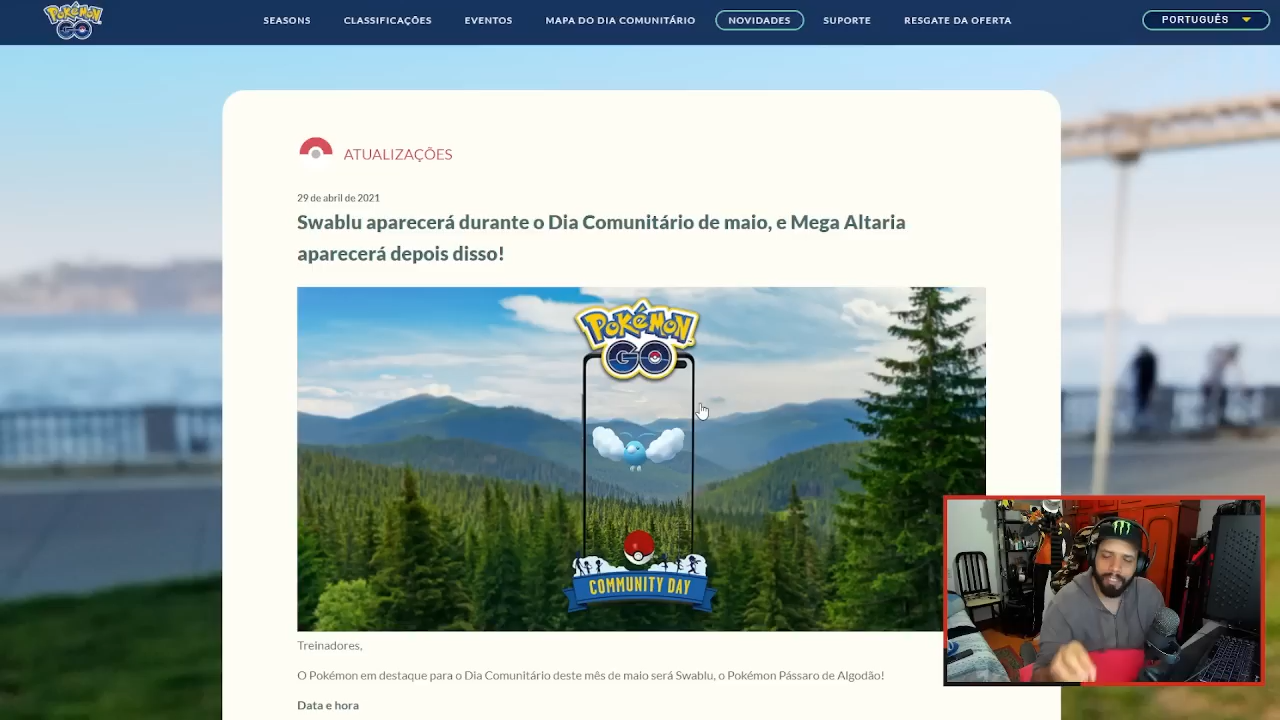 POKÉMON GO
SEASONS
CLASSIFICAÇÕES
EVENTOS
MAPA DO DIA COMUNITÁRIO
NOVIDADES
SUPORTE
RESGATE DA OFERTA
PORTUGUÊS
ATUALIZAÇÕES
29 de abril de 2021
Swablu aparecerá durante o Dia Comunitário de maio, e Mega Altaria
aparecerá depois disso!
POKÉMON
GO
COMMUNITY DAY
Treinadores,
O Pokémon em destaque para o Dia Comunitário deste mês de maio será Swablu, o Pokémon Pássaro de Algodão!
Data e hora